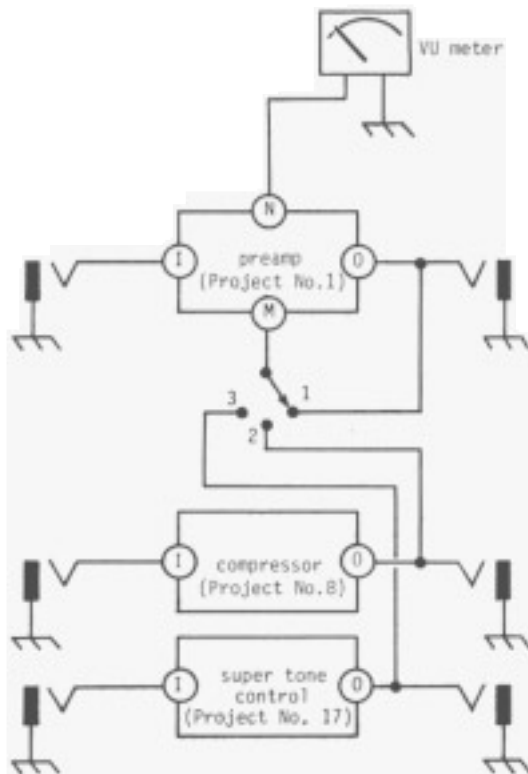 VU meter
N
I
preamp
O
(Project No.1)
M
3
1
2
I
compressor
O
(Project No.8)
I
super tone
control
O
(Project No. 17)